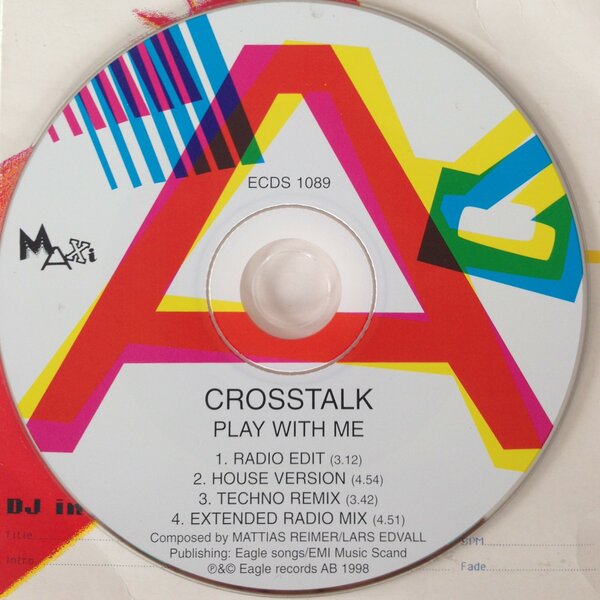 ECDS 1089
Maxi
CROSSTALK
PLAY WITH ME
1. RADIO EDIT (3.12)
2. HOUSE VERSION (4.54)
3. TECHNO REMIX (3.42)
4. EXTENDED RADIO MIX (4.51)
Composed by MATTIAS REIMER/LARS EDVALL
Publishing: Eagle songs/EMI Music Scand
℗&© Eagle records AB 1998
DJ in
Title
Intro
BPM
Fade